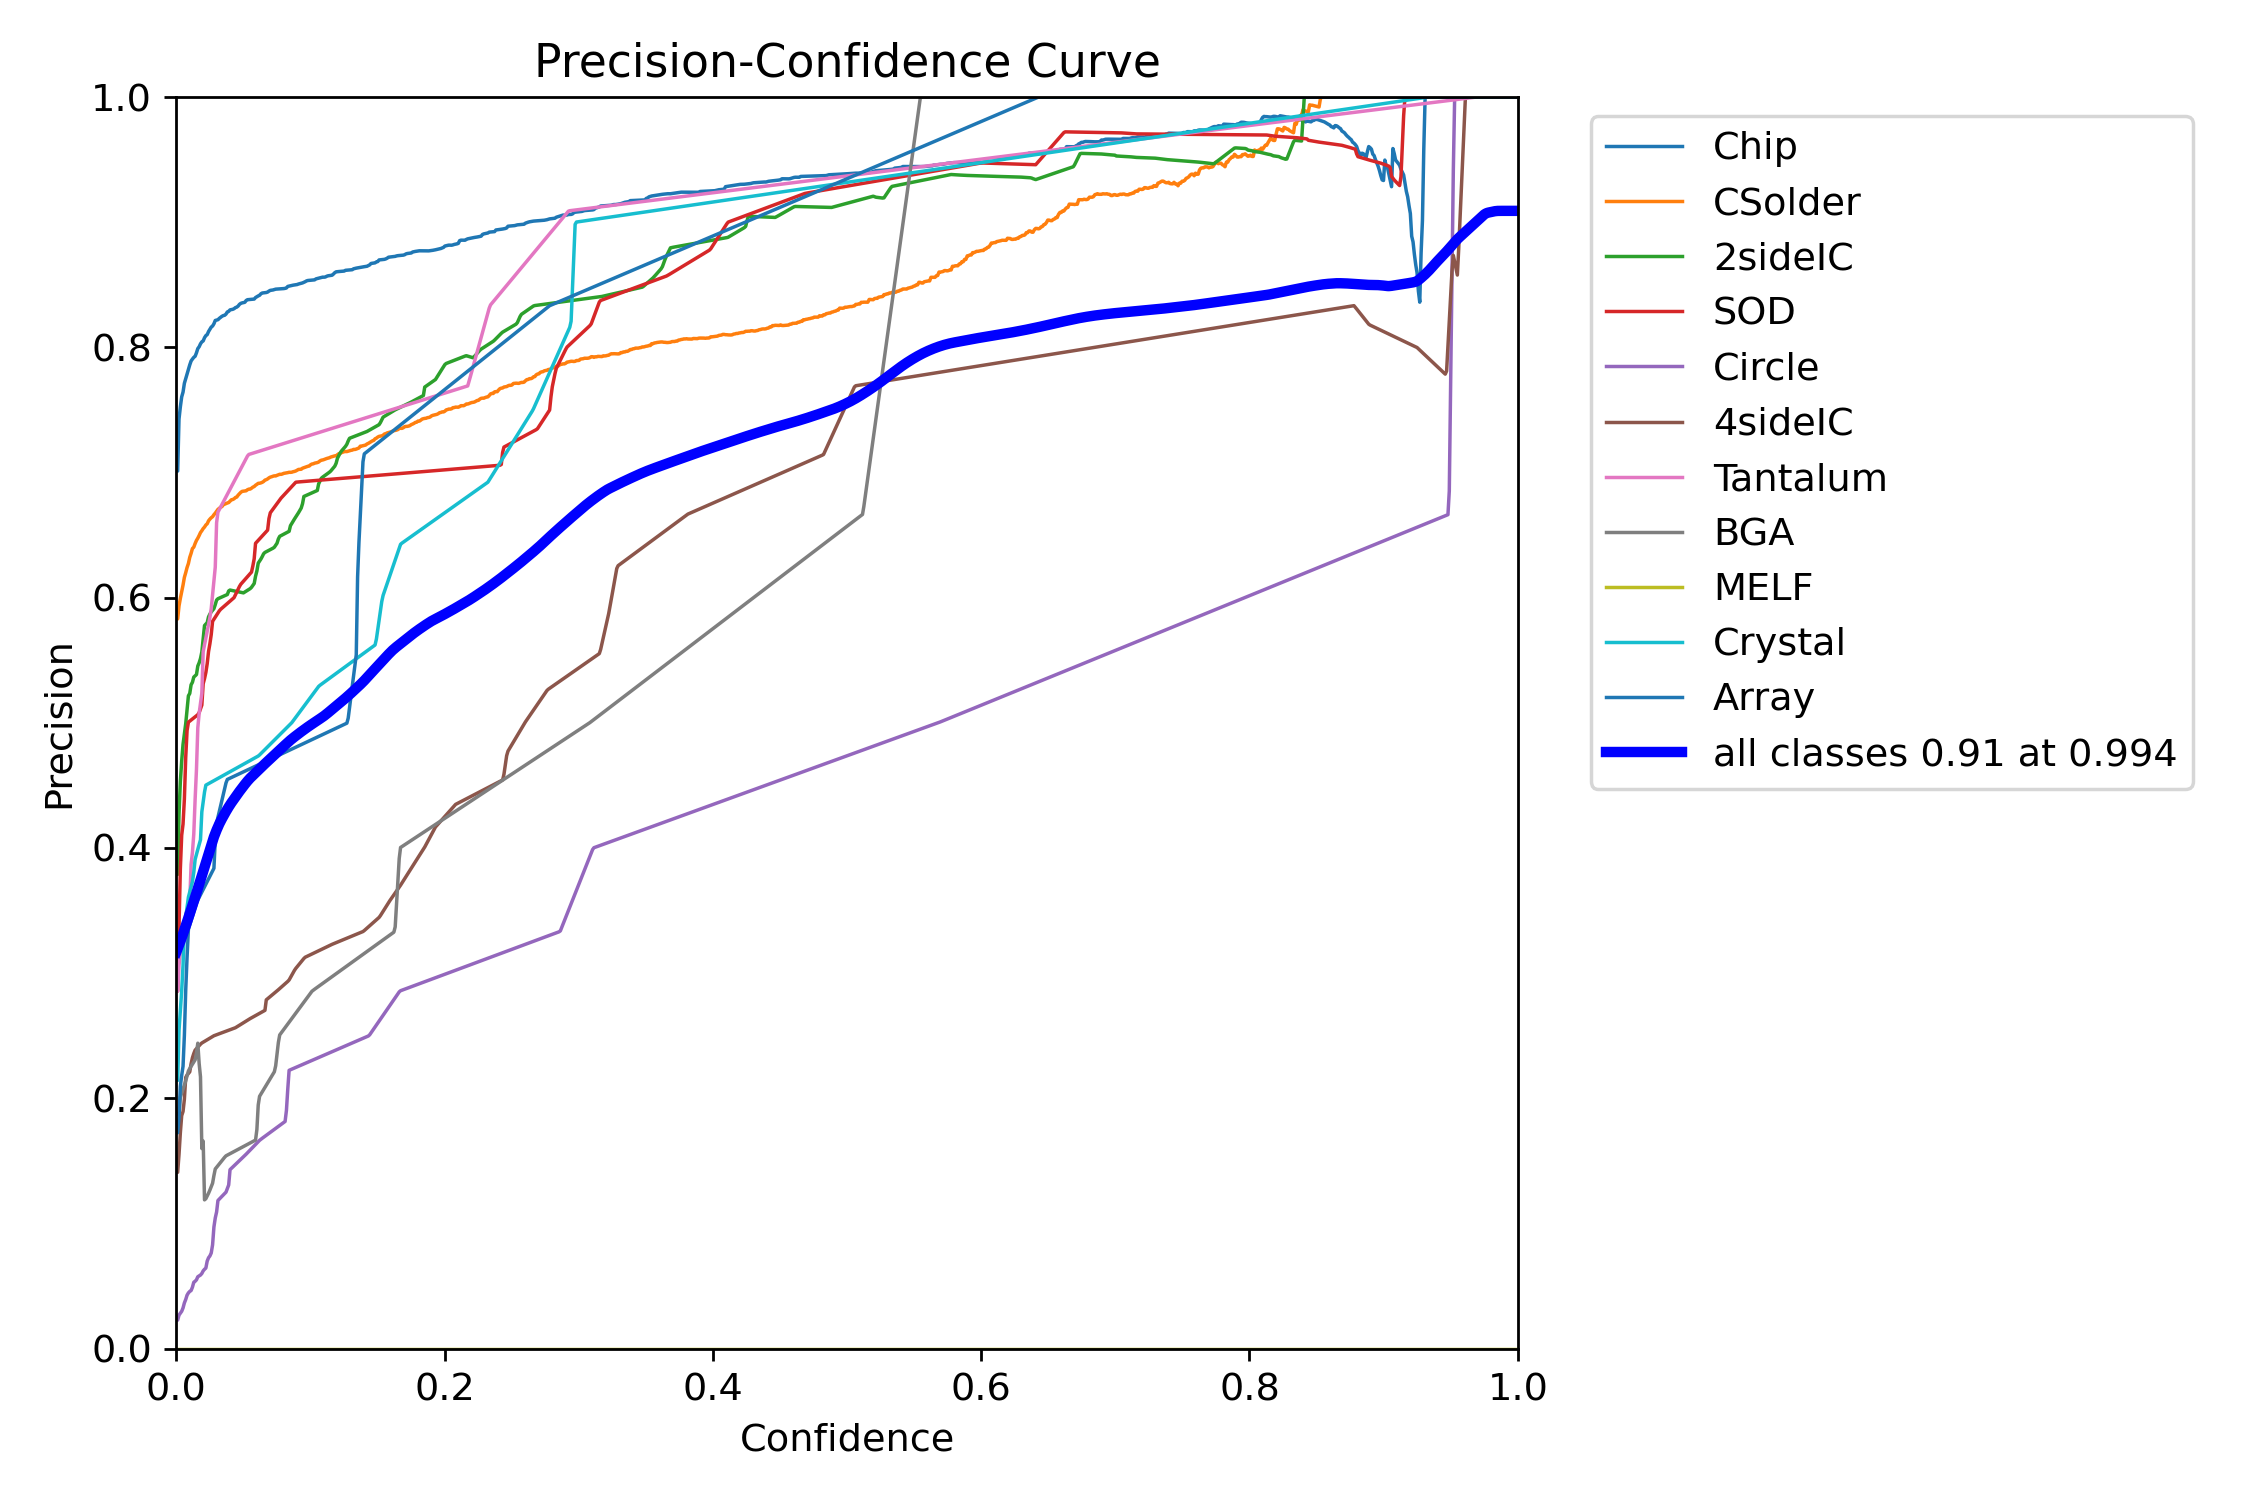 Precision-Confidence Curve
1.0
0.8
0.6
0.4
0.2
0.0
Precision
0.0 0.2 0.4 0.6 0.8 1.0
Confidence
Chip
CSolder
2sideIC
SOD
Circle
4sideIC
Tantalum
BGA
MELF
Crystal
Array
all classes 0.91 at 0.994